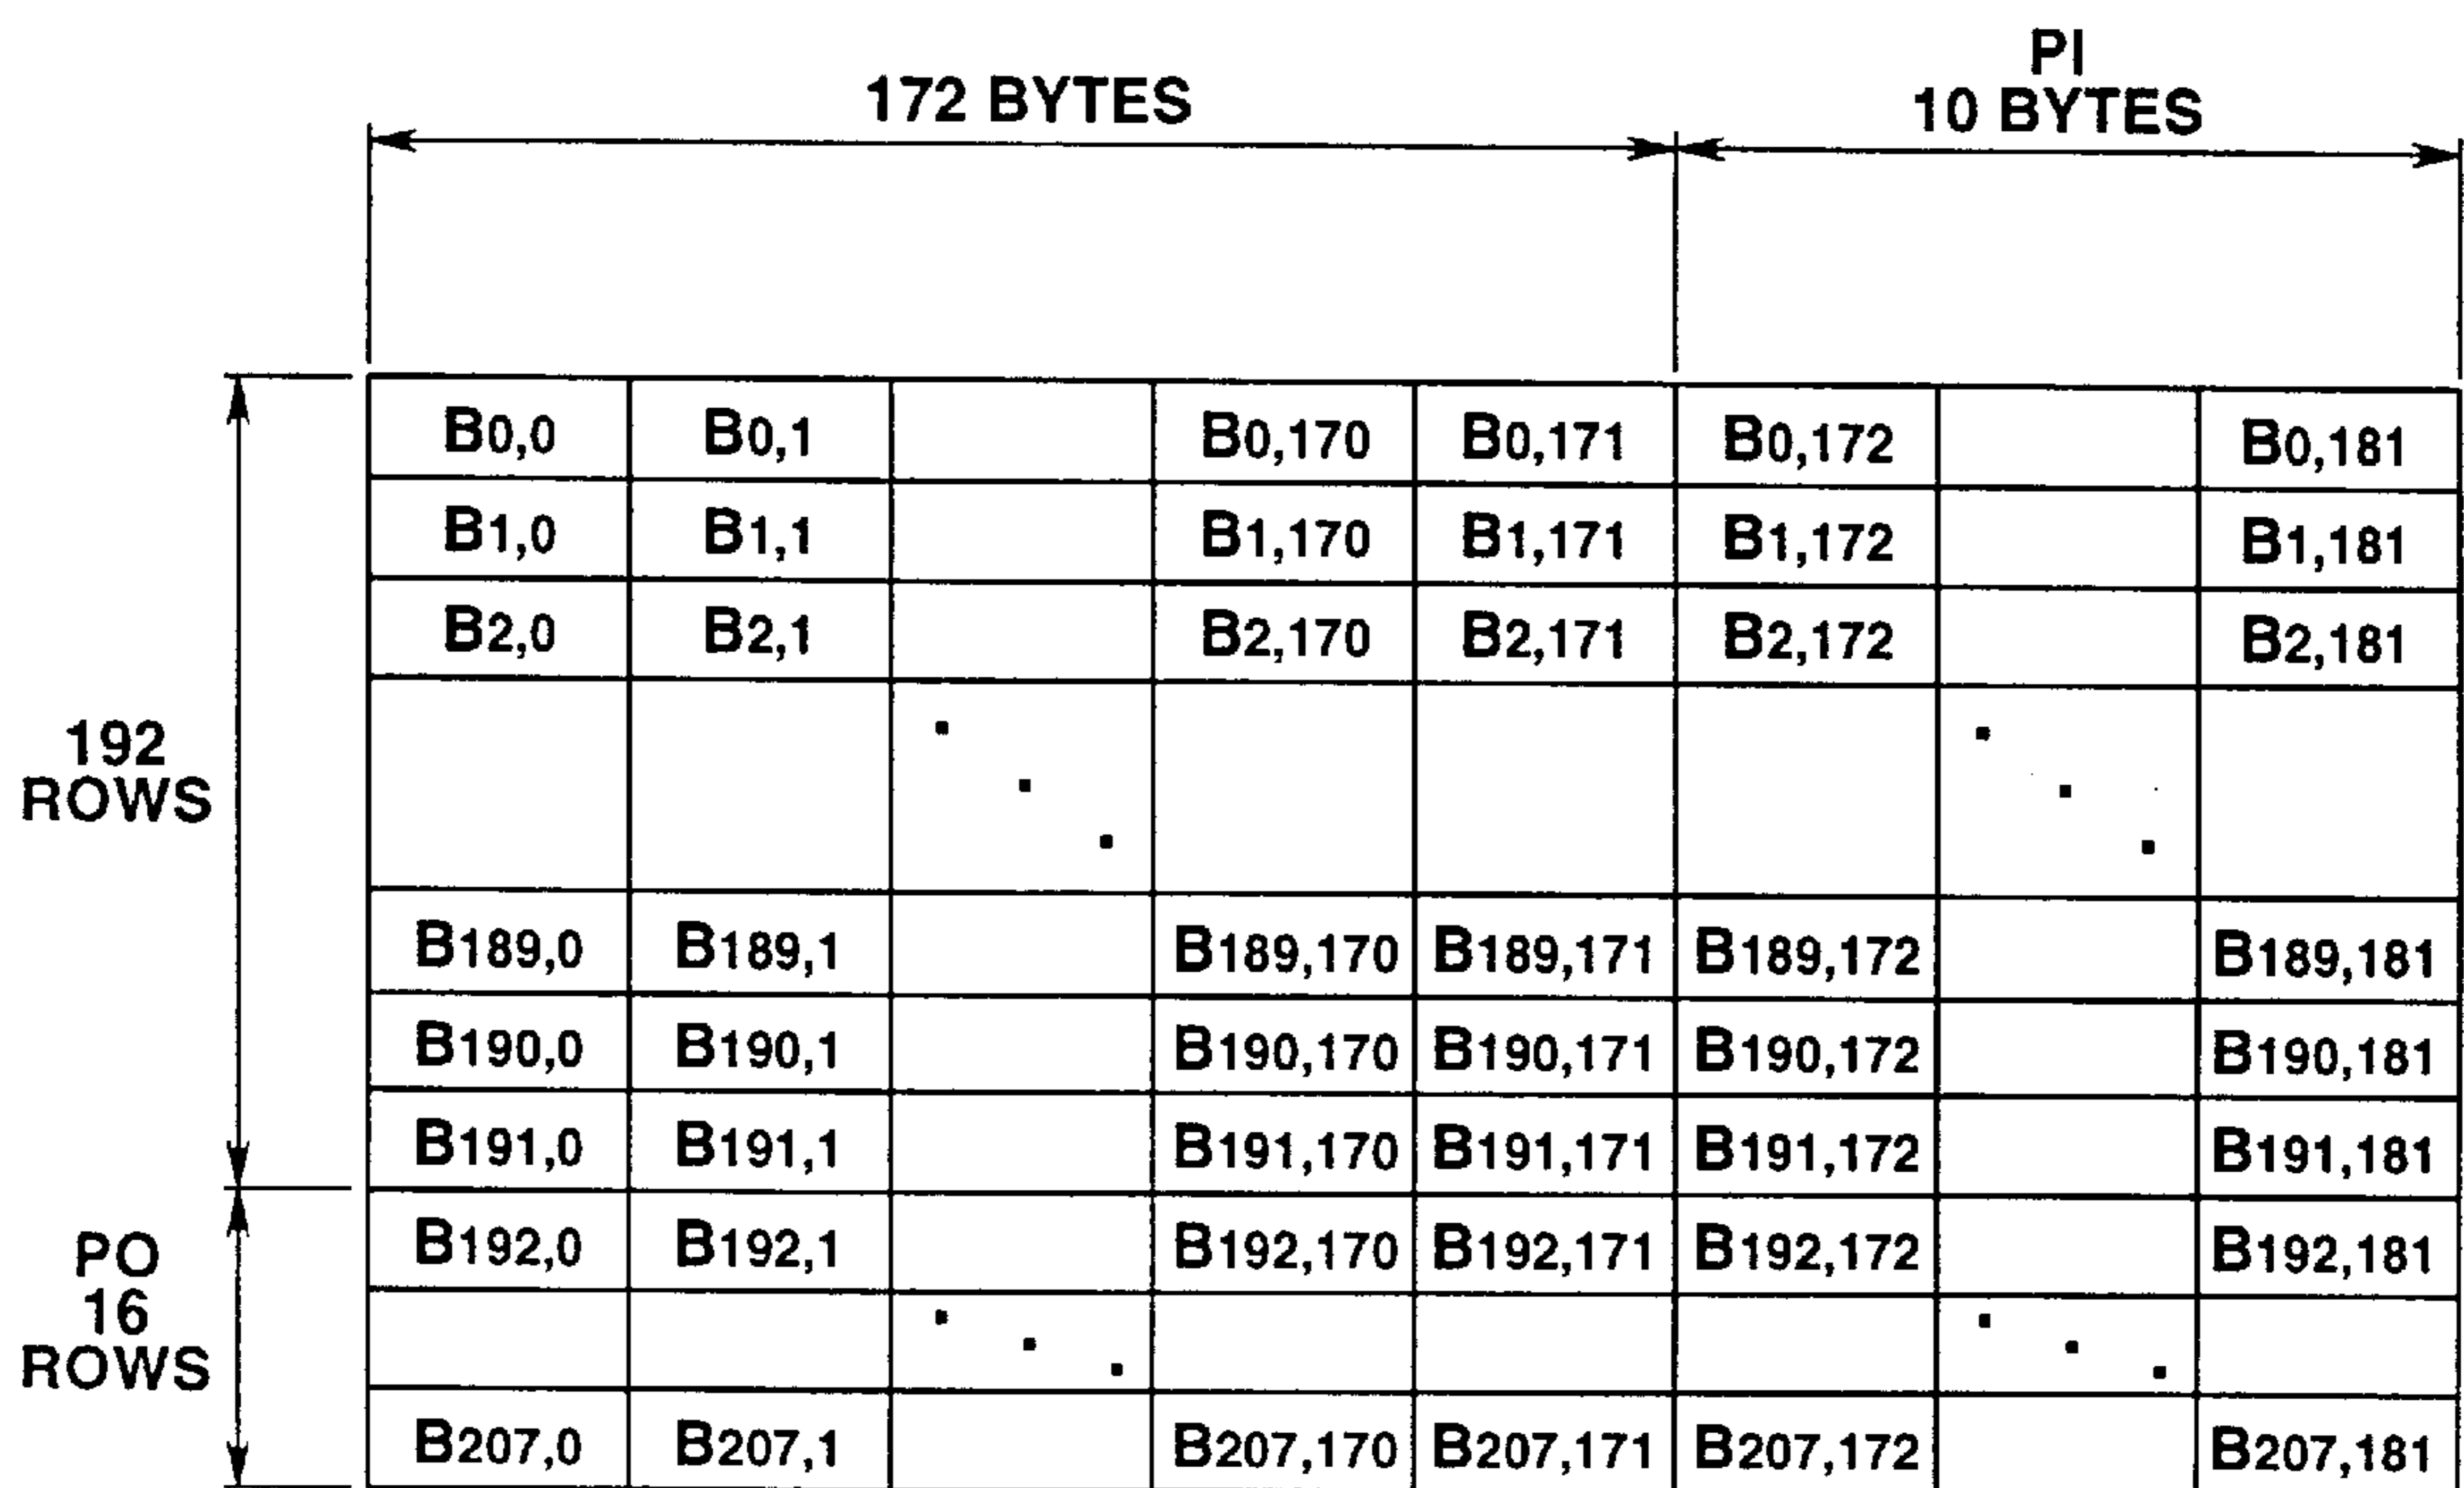 PI
172 BYTES
10 BYTES
B0,0 B0,1 B0,170 B0,171 B0,172 B0,181
B1,0 B1,1 B1,170 B1,171 B1,172 B1,181
B2,0 B2,1 B2,170 B2,171 B2,172 B2,181
192
ROWS
B189,0 B189,1 B189,170 B189,171 B189,172 B189,181
B190,0 B190,1 B190,170 B190,171 B190,172 B190,181
B191,0 B191,1 B191,170 B191,171 B191,172 B191,181
PO
16
ROWS
B192,0 B192,1 B192,170 B192,171 B192,172 B192,181
B207,0 B207,1 B207,170 B207,171 B207,172 B207,181